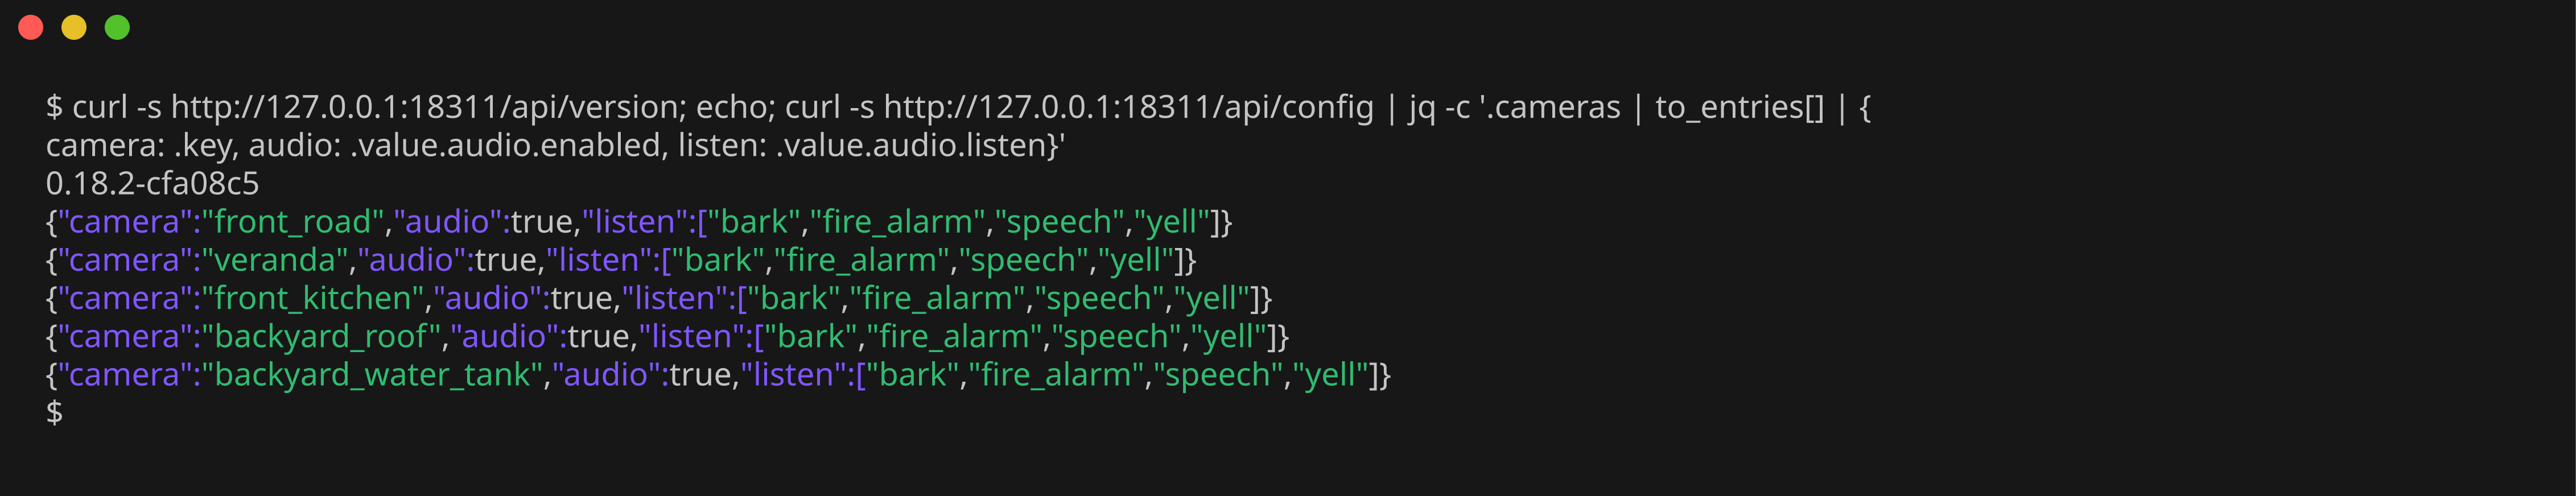 $ curl -s http://127.0.0.1:18311/api/version; echo; curl -s http://127.0.0.1:18311/api/config | jq -c '.cameras | to_entries[] | {
camera: .key, audio: .value.audio.enabled, listen: .value.audio.listen}'
0.18.2-cfa08c5
{"camera":"front_road","audio":true,"listen":["bark","fire_alarm","speech","yell"]}
{"camera":"veranda","audio":true,"listen":["bark","fire_alarm","speech","yell"]}
{"camera":"front_kitchen","audio":true,"listen":["bark","fire_alarm","speech","yell"]}
{"camera":"backyard_roof","audio":true,"listen":["bark","fire_alarm","speech","yell"]}
{"camera":"backyard_water_tank","audio":true,"listen":["bark","fire_alarm","speech","yell"]}
$